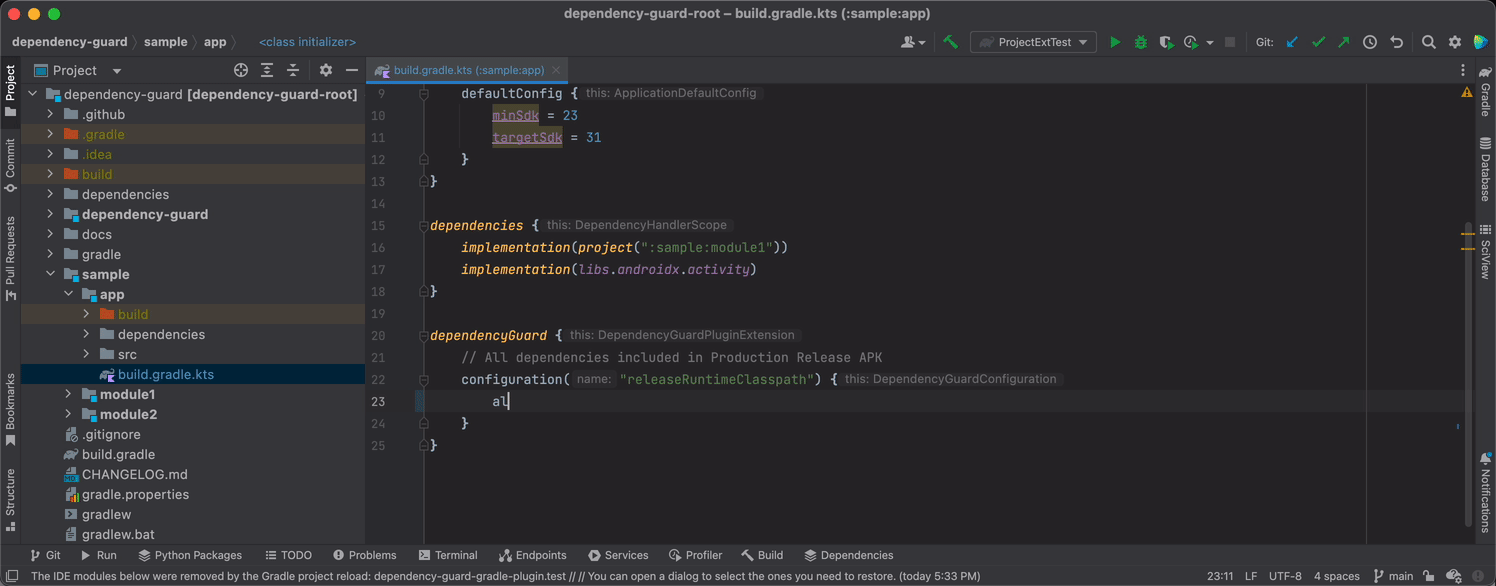 dependency-guard-root – build.gradle.kts (:sample:app)
dependency-guard sample app <class initializer> ProjectExtTest Git:
Project
Project
Commit
Pull Requests
Bookmarks
Structure
dependency-guard [dependency-guard-root]
.github
.gradle
.idea
build
dependencies
dependency-guard
docs
gradle
sample
app
build
dependencies
src
build.gradle.kts
module1
module2
.gitignore
build.gradle
CHANGELOG.md
gradle.properties
gradlew
gradlew.bat
build.gradle.kts (:sample:app)
9 defaultConfig { this: ApplicationDefaultConfig
10 minSdk = 23
11 targetSdk = 31
12 }
13 }
14
15 dependencies { this: DependencyHandlerScope
16 implementation(project(":sample:module1"))
17 implementation(libs.androidx.activity)
18 }
19
20 dependencyGuard { this: DependencyGuardPluginExtension
21 // All dependencies included in Production Release APK
22 configuration( name: "releaseRuntimeClasspath") { this: DependencyGuardConfiguration
23 al
24 }
25 }
Gradle
Database
SciView
Notifications
Git Run Python Packages TODO Problems Terminal Endpoints Services Profiler Build Dependencies
The IDE modules below were removed by the Gradle project reload: dependency-guard-gradle-plugin.test // // You can open a dialog to select the ones you need to restore. (today 5:33 PM) 23:11 LF UTF-8 4 spaces main